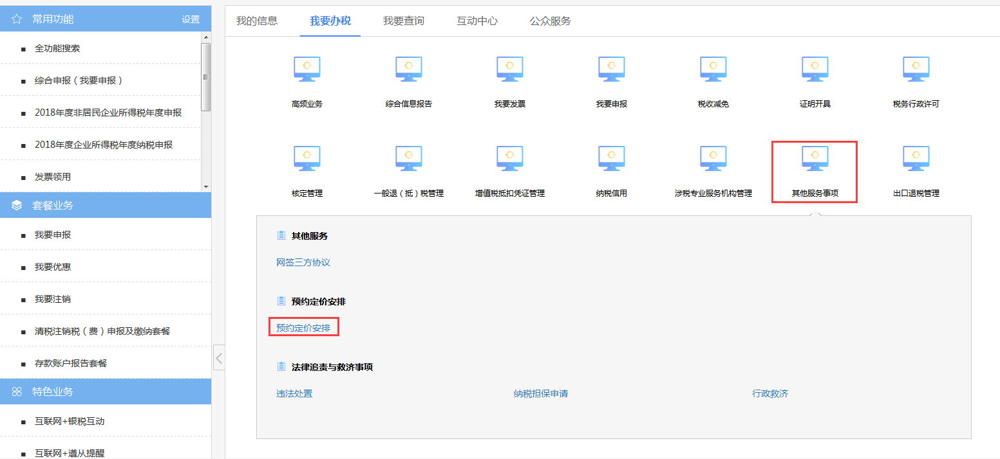 常用功能 设置
全功能搜索
综合申报（我要申报）
2018年度非居民企业所得税年度申报
2018年度企业所得税年度纳税申报
发票领用
套餐业务
我要申报
我要优惠
我要注销
清税注销税（费）申报及缴纳套餐
存款账户报告套餐
特色业务
互联网+银税互动
互联网+遵从提醒
我的信息 我要办税 我要查询 互动中心 公众服务
高频业务 综合信息报告 我要发票 我要申报 税收减免 证明开具 税务行政许可
核定管理 一般退（抵）税管理 增值税抵扣凭证管理 纳税信用 涉税专业服务机构管理 其他服务事项 出口退税管理
其他服务
网签三方协议
预约定价安排
预约定价安排
法律追责与救济事项
违法处置 纳税担保申请 行政救济